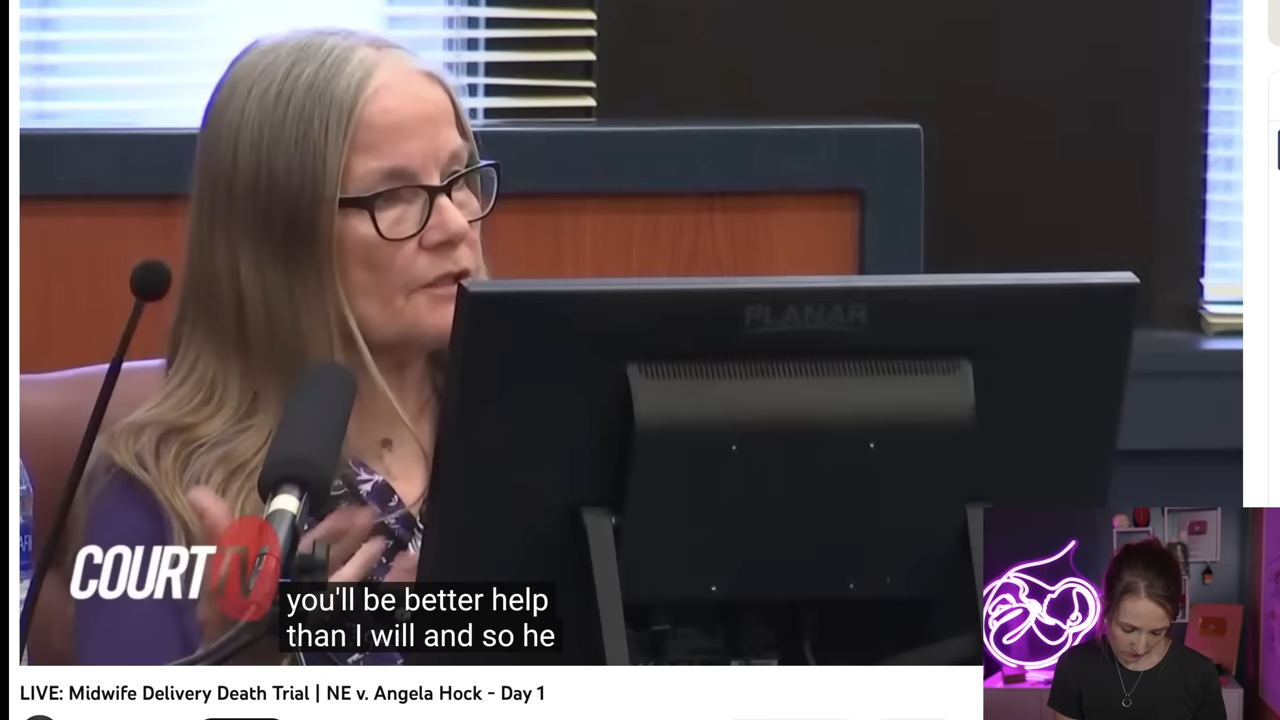 PLANAR
COURT TV
you'll be better help
than I will and so he
LIVE: Midwife Delivery Death Trial | NE v. Angela Hock - Day 1